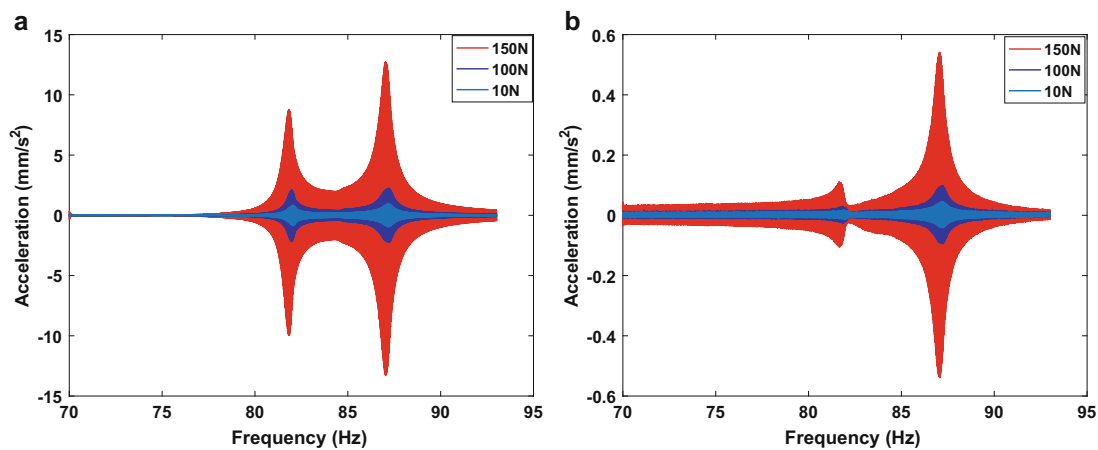 a
15
10
5
0
-5
-10
-15
Acceleration (mm/s²)
70 75 80 85 90 95
Frequency (Hz)
150N
100N
10N
b
0.6
0.4
0.2
0
-0.2
-0.4
-0.6
Acceleration (mm/s²)
70 75 80 85 90 95
Frequency (Hz)
150N
100N
10N